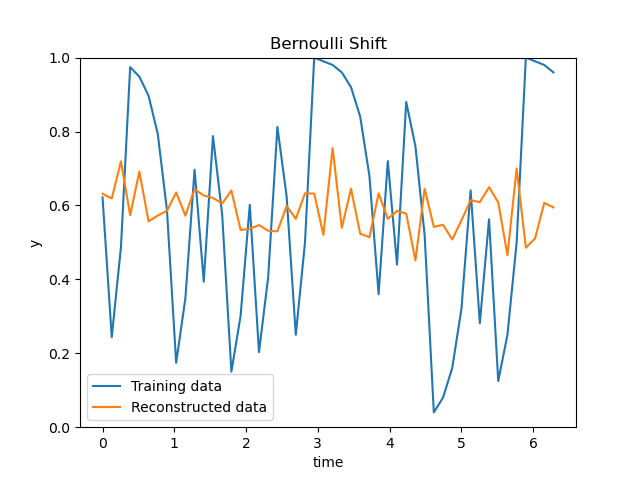 Bernoulli Shift
1.0
0.8
0.6
0.4
0.2
0.0
y
Training data
Reconstructed data
0 1 2 3 4 5 6
time